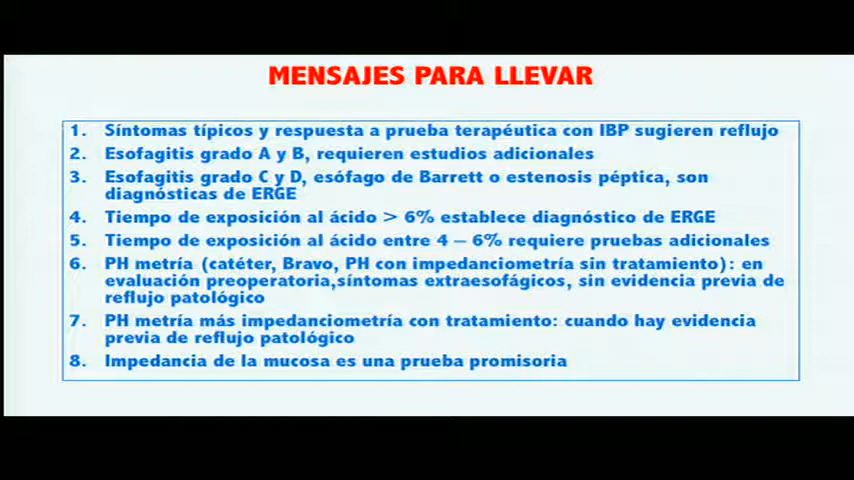 MENSAJES PARA LLEVAR
1. Síntomas típicos y respuesta a prueba terapéutica con IBP sugieren reflujo
2. Esofagitis grado A y B, requieren estudios adicionales
3. Esofagitis grado C y D, esófago de Barrett o estenosis péptica, son
diagnósticas de ERGE
4. Tiempo de exposición al ácido > 6% establece diagnóstico de ERGE
5. Tiempo de exposición al ácido entre 4 – 6% requiere pruebas adicionales
6. PH metría (catéter, Bravo, PH con impedanciometría sin tratamiento): en
evaluación preoperatoria,síntomas extraesofágicos, sin evidencia previa de
reflujo patológico
7. PH metría más impedanciometría con tratamiento: cuando hay evidencia
previa de reflujo patológico
8. Impedancia de la mucosa es una prueba promisoria